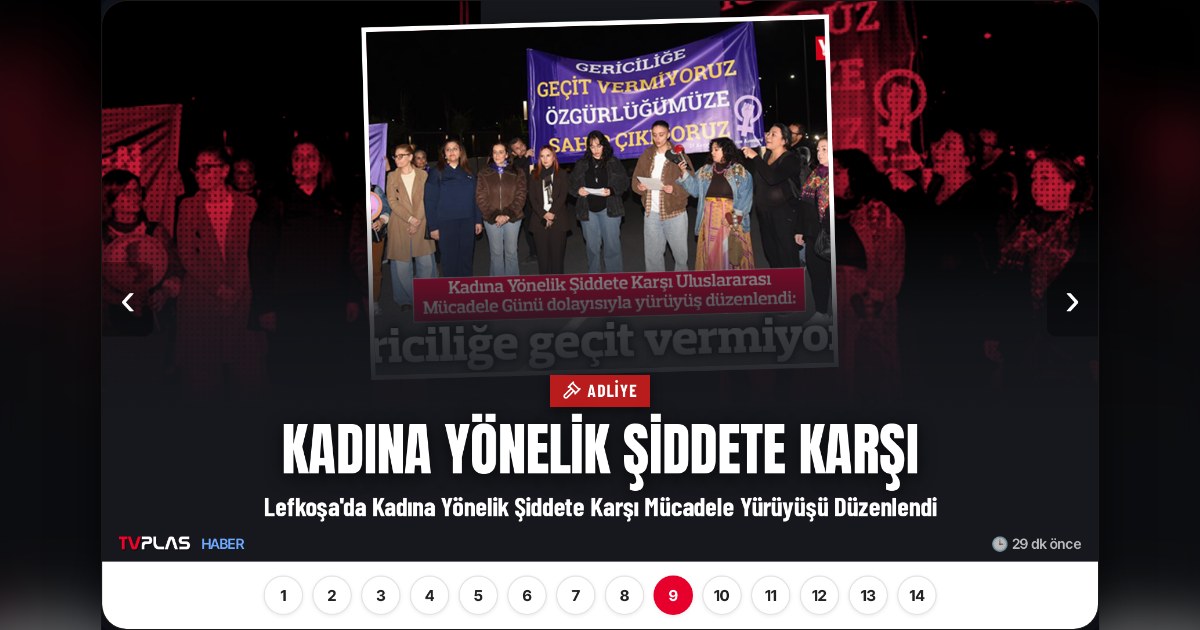 GERİCİLİĞE
GEÇİT VERMİYORUZ
ÖZGÜRLÜĞÜMÜZE
SAHİP ÇIKIYORUZ
Kadına Yönelik Şiddete Karşı Uluslararası
Mücadele Günü dolayısıyla yürüyüş düzenlendi:
riciliğe geçit vermiyo
ADLİYE
KADINA YÖNELİK ŞİDDETE KARŞI
Lefkoşa'da Kadına Yönelik Şiddete Karşı Mücadele Yürüyüşü Düzenlendi
TVPLAS HABER
29 dk önce
‹
›
1 2 3 4 5 6 7 8 9 10 11 12 13 14